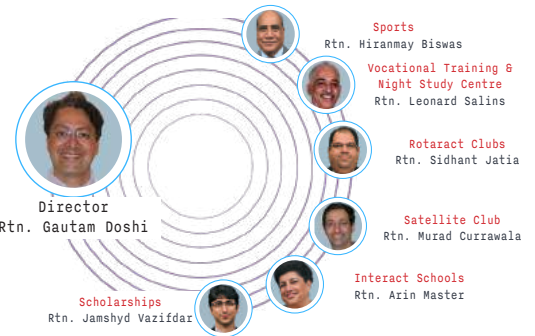 Sports
Rtn. Hiranmay Biswas
Vocational Training &
Night Study Centre
Rtn. Leonard Salins
Rotaract Clubs
Rtn. Sidhant Jatia
Director
Rtn. Gautam Doshi
Satellite Club
Rtn. Murad Currawala
Interact Schools
Rtn. Arin Master
Scholarships
Rtn. Jamshyd Vazifdar